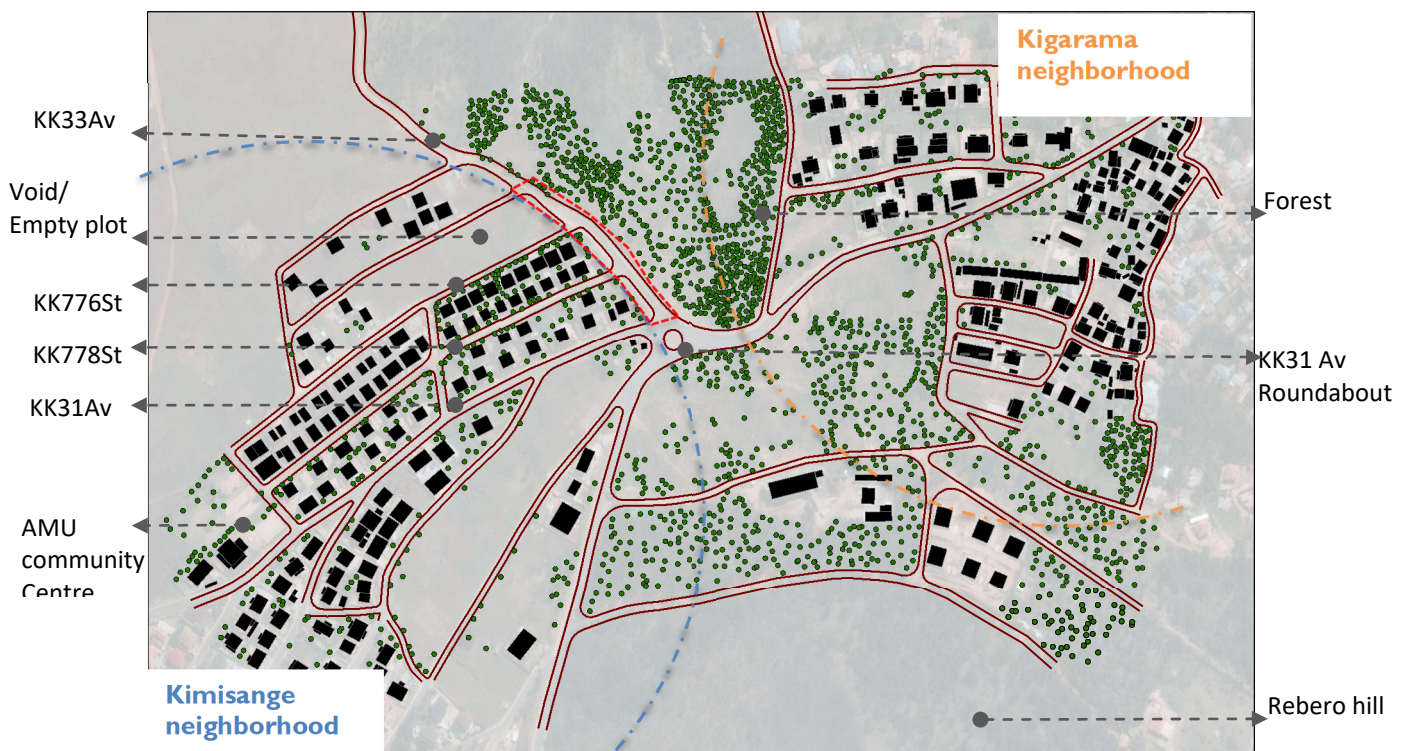 Kigarama
neighborhood
KK33Av
Void/
Empty plot
KK776St
KK778St
KK31Av
AMU
community
Centre
Forest
KK31 Av
Roundabout
Rebero hill
Kimisange
neighborhood